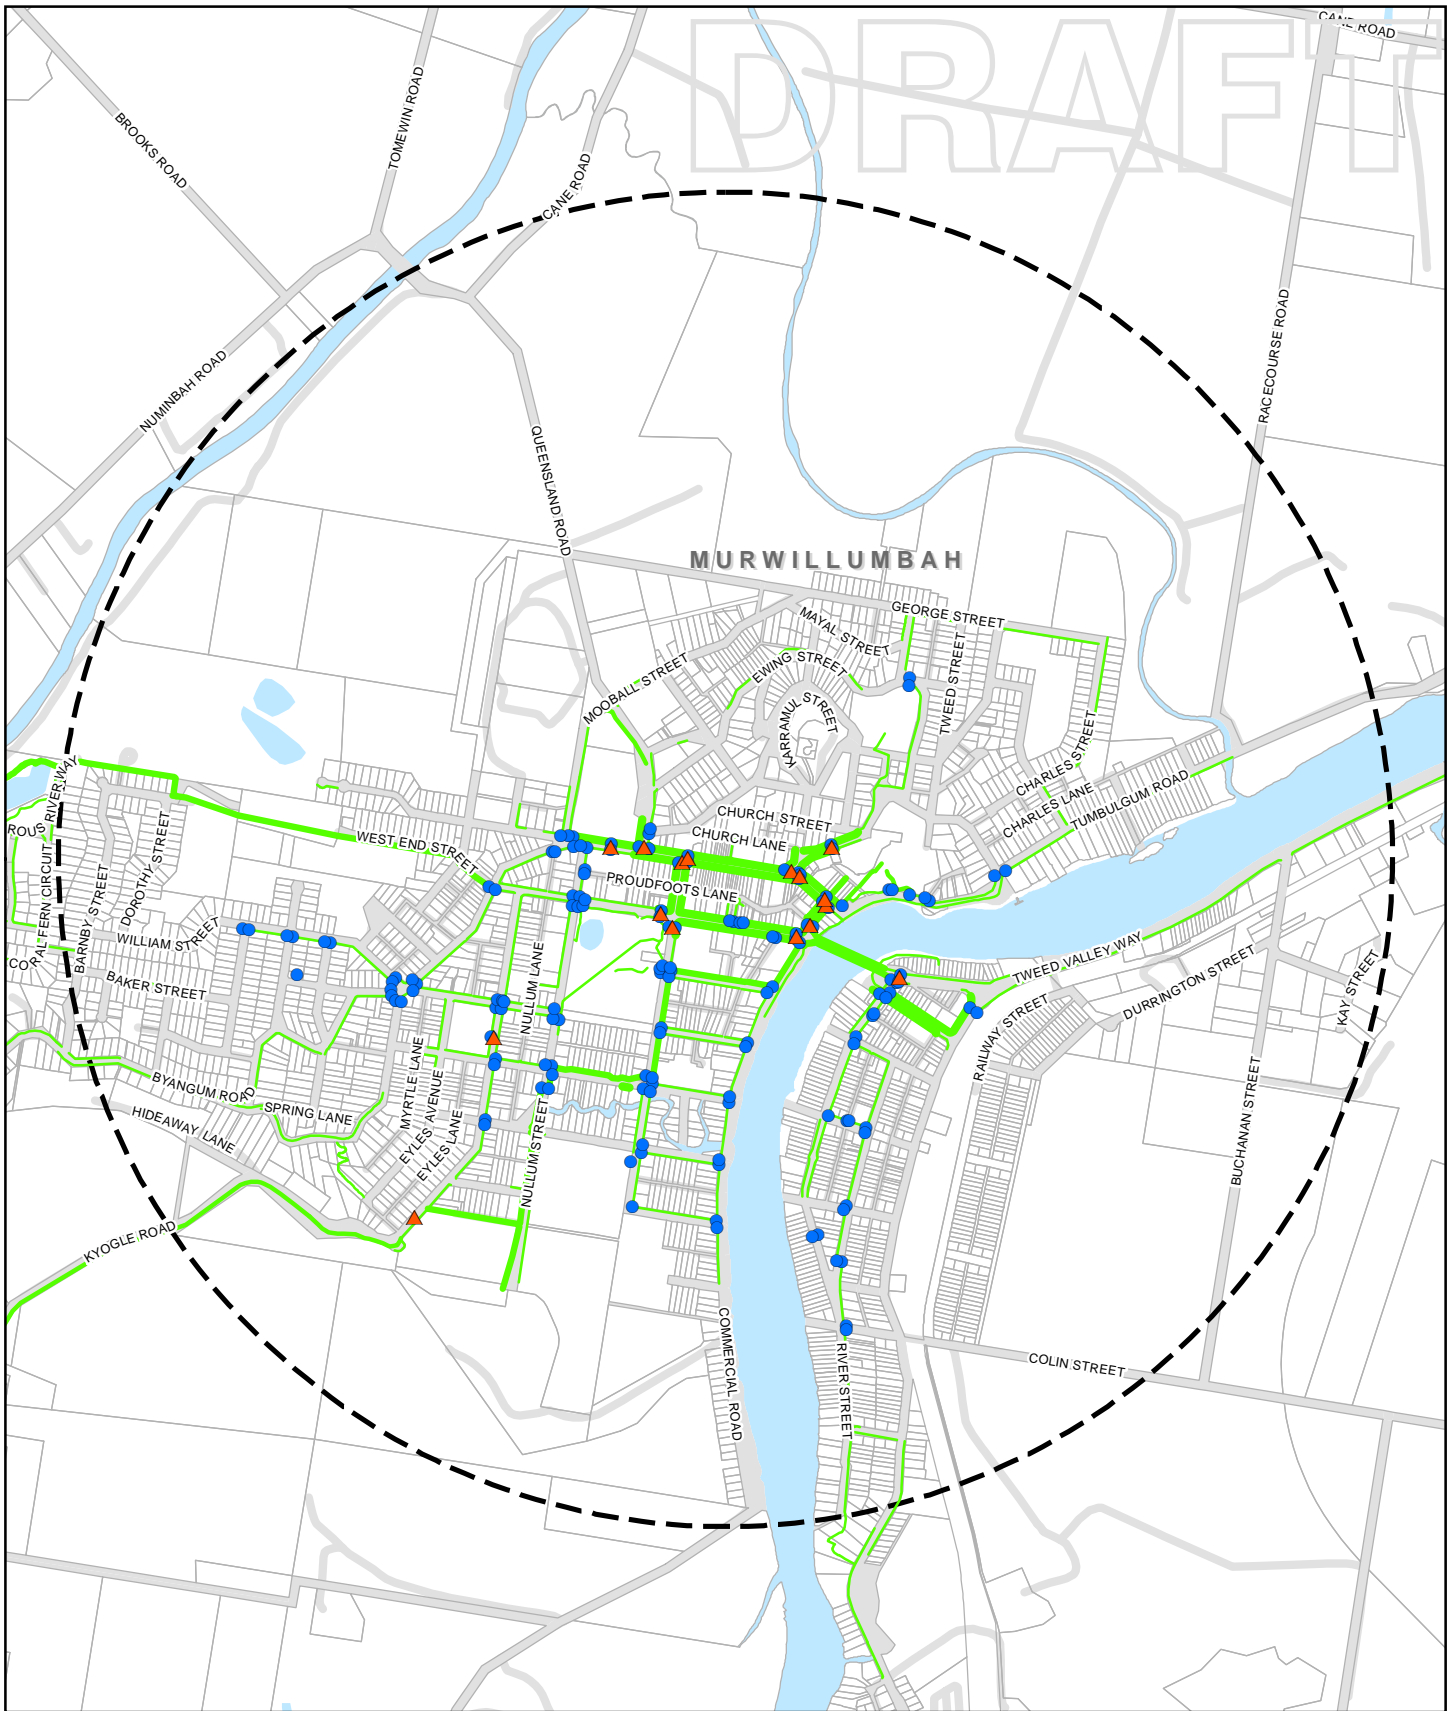 DRAFT
CANE ROAD
TOMEWIN ROAD
BROOKS ROAD
CANE ROAD
RACECOURSE ROAD
NUMINBAH ROAD
QUEENSLAND ROAD
MURWILLUMBAH
GEORGE STREET
MAYAL STREET
TWEED STREET
EWING STREET
MOOBALL STREET
KARRAMUL STREET
CHARLES STREET
RIVER WAY
CHARLES LANE
TUMBULGUM ROAD
CHURCH STREET
CHURCH LANE
ROUS
WEST END STREET
DOROTHY STREET
PROUDFOOTS LANE
CORAL FERN CIRCUIT
BARNBY STREET
WILLIAM STREET
TWEED VALLEY WAY
BAKER STREET
NULLUM LANE
DURRINGTON STREET
KAY STREET
RAILWAY STREET
BYANGUM ROAD
MYRTLE LANE
SPRING LANE
EYLES AVENUE
HIDEAWAY LANE
EYLES LANE
NULLUM STREET
BUCHANAN STREET
KYOGLE ROAD
COMMERCIAL ROAD
RIVER STREET
COLIN STREET